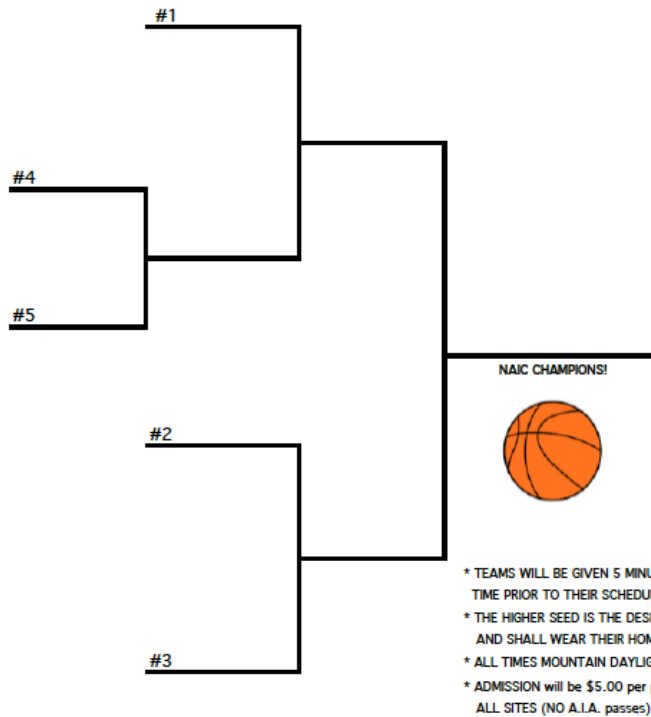 #1
#4
#5
#2
#3
NAIC CHAMPIONS!
* TEAMS WILL BE GIVEN 5
TIME PRIOR TO THEIR
* THE HIGHER SEED IS THE
AND SHALL WEAR THEIR
* ALL TIMES MOUNTAIN
* ADMISSION will be $5.00 per
ALL SITES (NO A.I.A. passes)